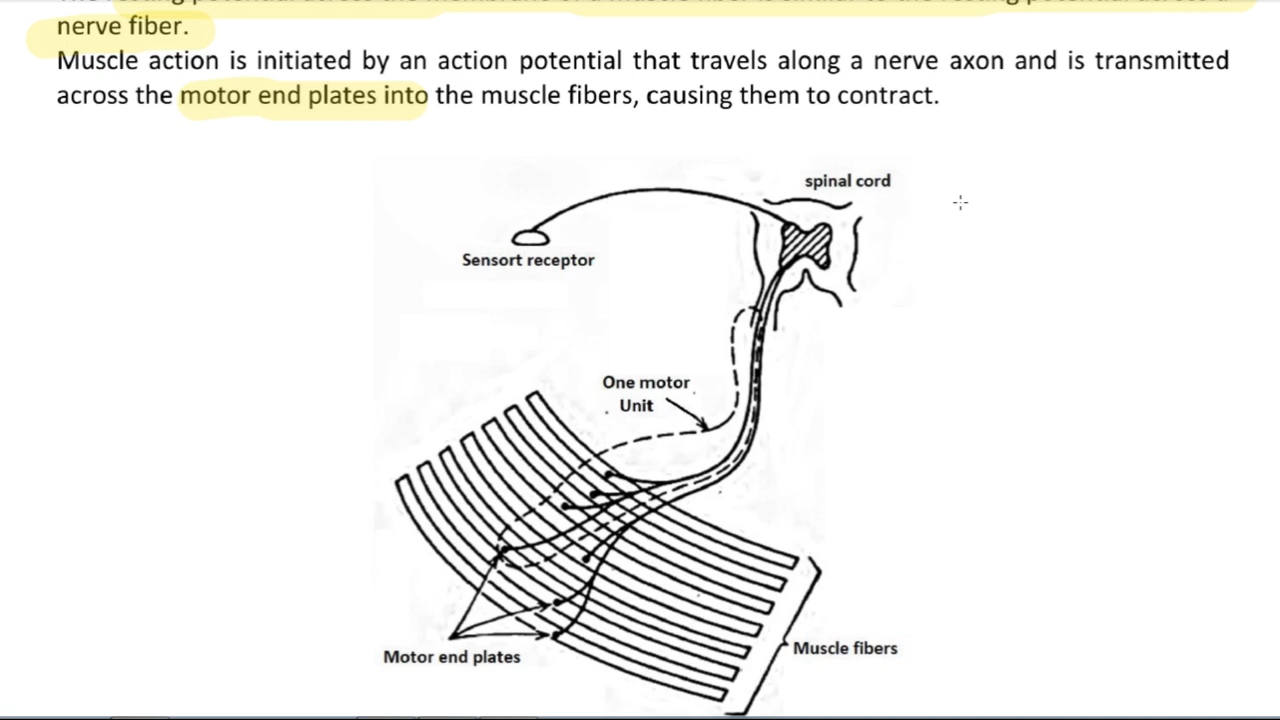 nerve fiber.
Muscle action is initiated by an action potential that travels along a nerve axon and is transmitted
across the motor end plates into the muscle fibers, causing them to contract.
spinal cord
Sensort receptor
One motor
Unit
Motor end plates
Muscle fibers